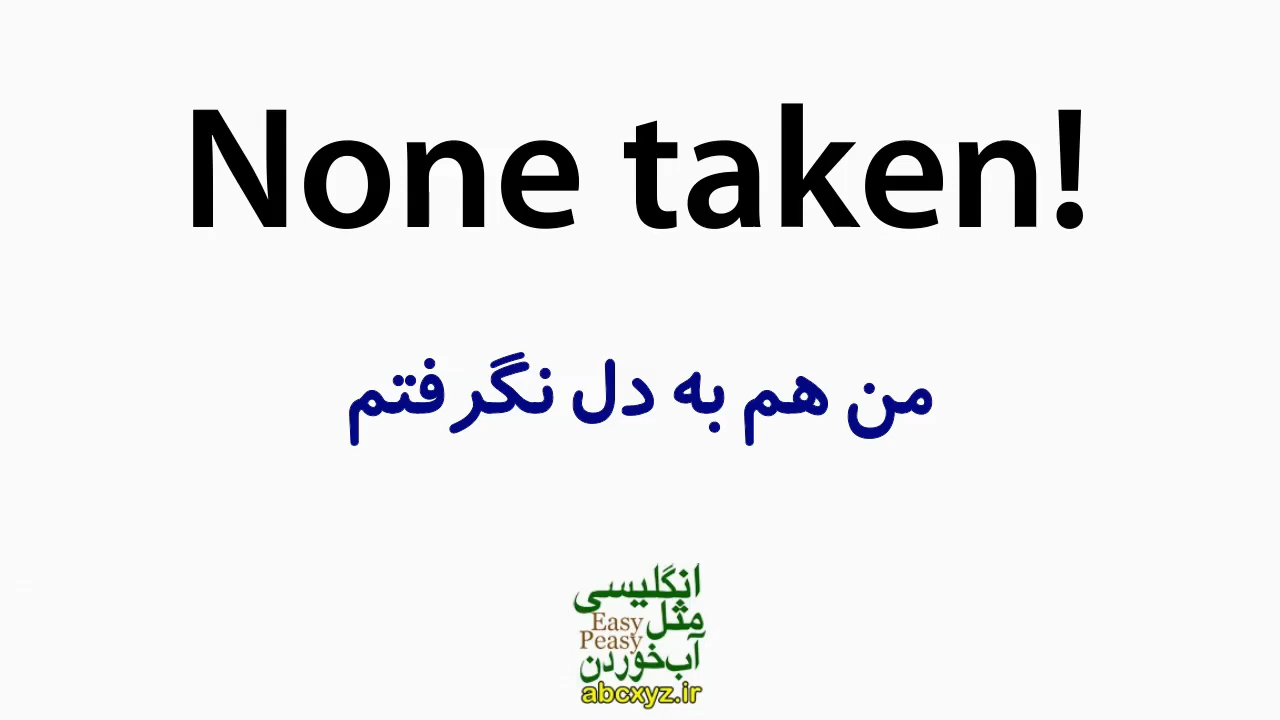 None taken!
من هم به دل نگرفتم
انگلیسی
مثل
Easy
Peasy
آب‌خوردن
abcxyz.ir